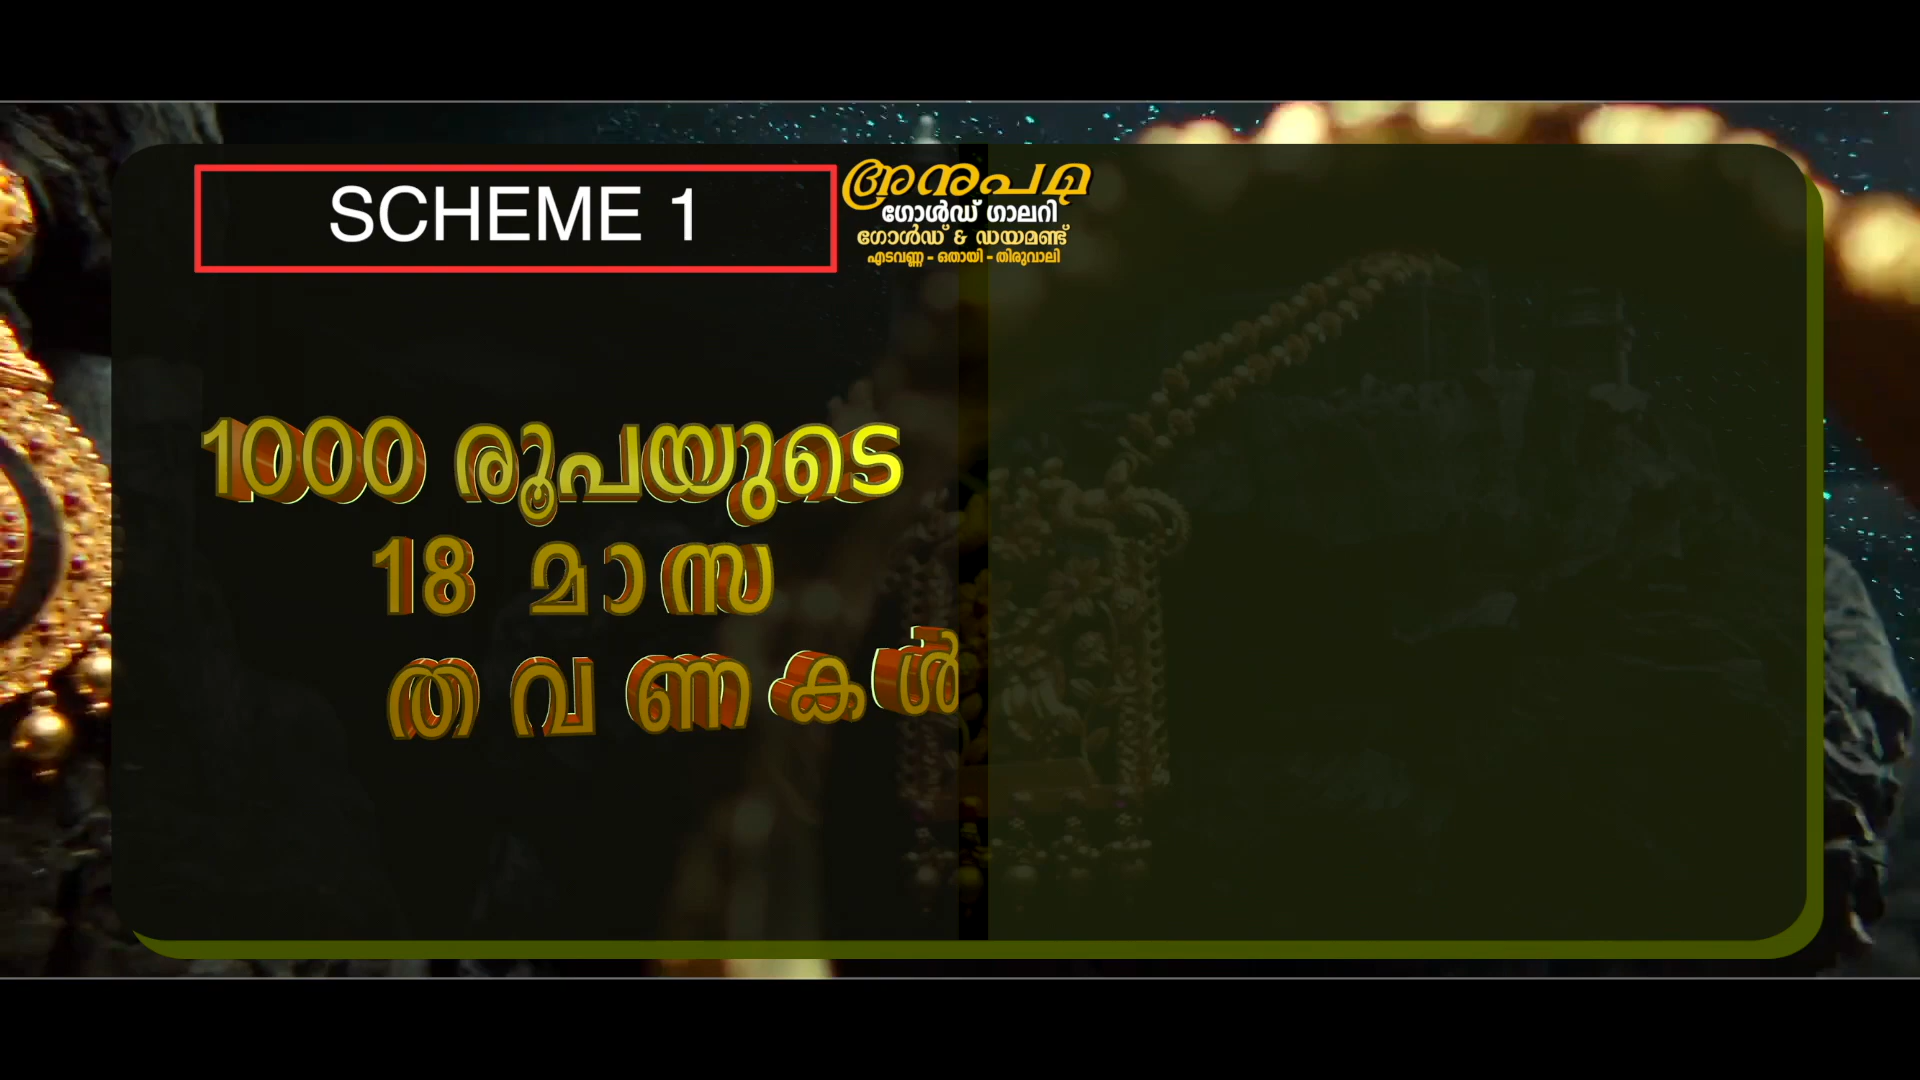 SCHEME 1
അനുപമ
ഗോൾഡ് ഗാലറി
ഗോൾഡ് & ഡയമണ്ട്
എടവണ്ണ - ഒതായി - തിരുവാലി
1000 രൂപയുടെ
18 മാസ
തവണകൾ